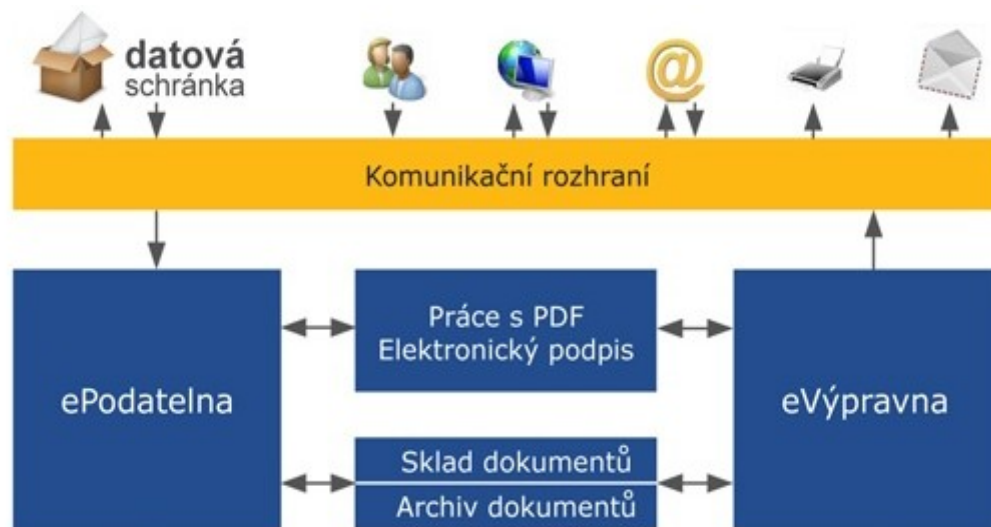 datová
schránka
@
Komunikační rozhraní
ePodatelna
Práce s PDF
Elektronický podpis
eVýpravna
Sklad dokumentů
Archiv dokumentů